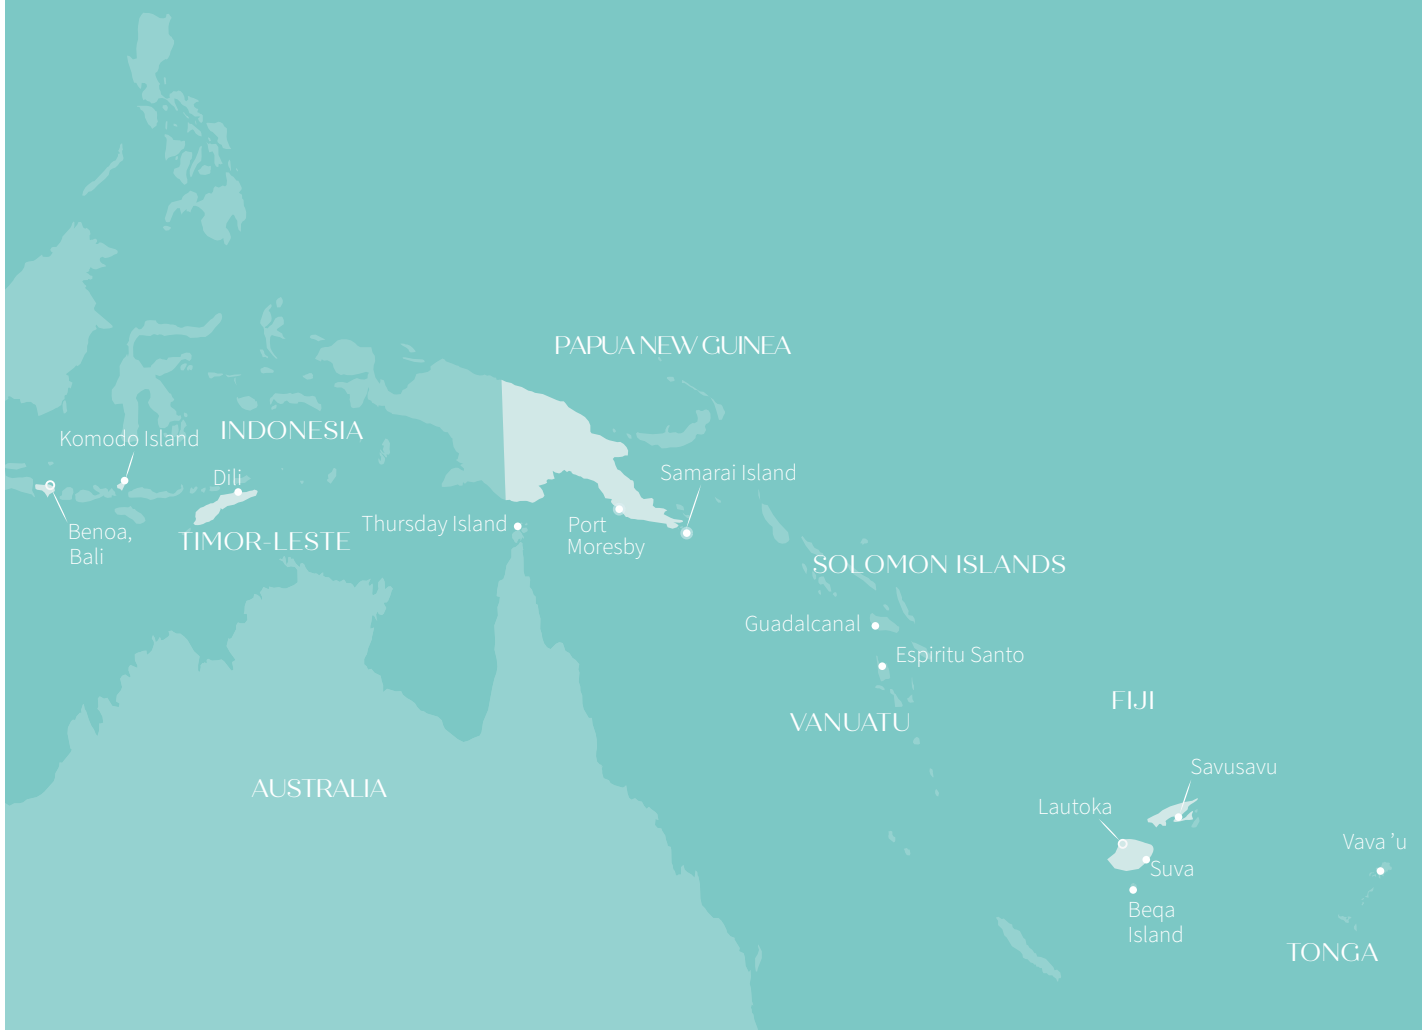 PAPUA NEW GUINEA
INDONESIA
Komodo Island
Samarai Island
Dili
Thursday Island
Port
Moresby
Benoa,
Bali
TIMOR-LESTE
SOLOMON ISLANDS
Guadalcanal
Espiritu Santo
FIJI
VANUATU
Savusavu
AUSTRALIA
Lautoka
Vava 'u
Suva
Beqa
Island
TONGA